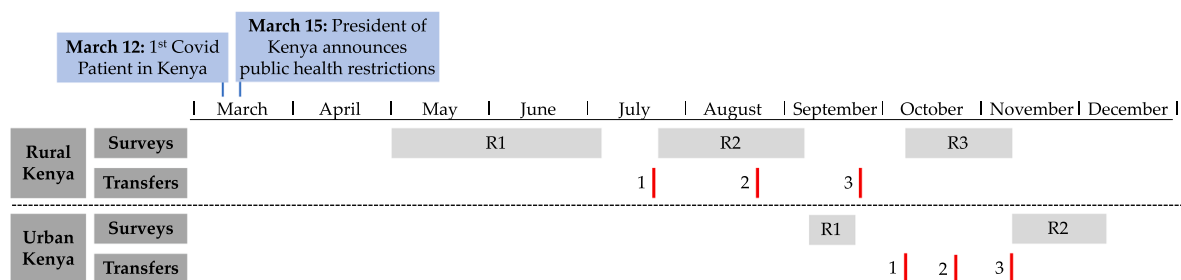 March 12: 1st Covid
Patient in Kenya
March 15: President of
Kenya announces
public health restrictions
March April May June July August September October November December
Rural
Kenya
Surveys R1 R2 R3
Transfers 1 2 3
Urban
Kenya
Surveys R1 R2
Transfers 1 2 3